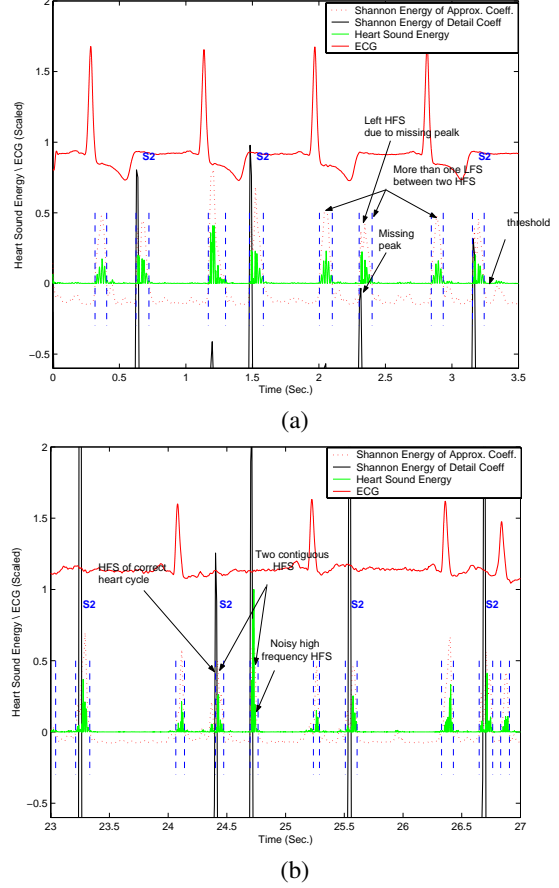 Shannon Energy of Approx. Coeff.
Shannon Energy of Detail Coeff
Heart Sound Energy
ECG
2
1.5
1
0.5
0
−0.5
Heart Sound Energy \ ECG (Scaled)
Left HFS
due to missing pealk
S2
S2
S2
More than one LFS
between two HFS
threshold
Missing
peak
0
0.5
1
1.5
2
2.5
3
3.5
Time (Sec.)
(a)
Shannon Energy of Approx. Coeff.
Shannon Energy of Detail Coeff
Heart Sound Energy
ECG
2
1.5
1
0.5
0
−0.5
Heart Sound Energy \ ECG (Scaled)
HFS of correct
heart cycle
Two contiguous
HFS
S2
S2
S2
S2
Noisy high
frequency HFS
23
23.5
24
24.5
25
25.5
26
26.5
27
Time (Sec.)
(b)